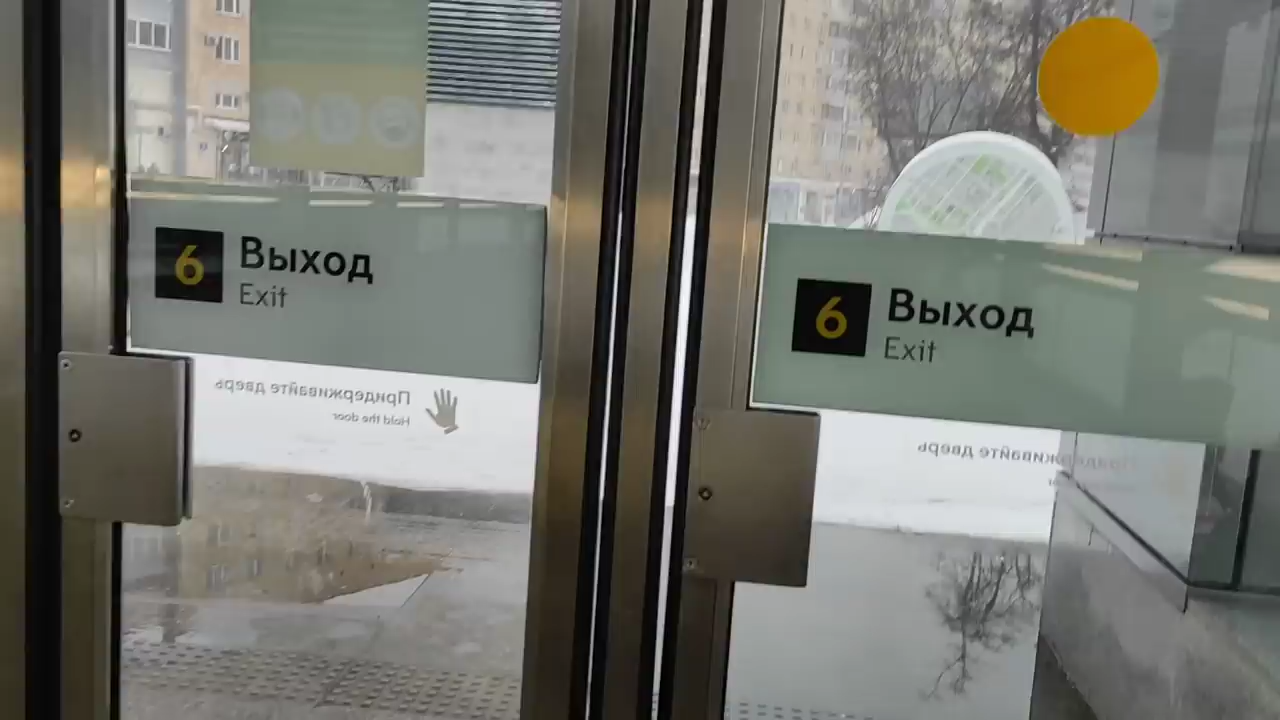 6 Выход
Exit
Придерживайте дверь
Hold the door
6 Выход
Exit
Придерживайте дверь